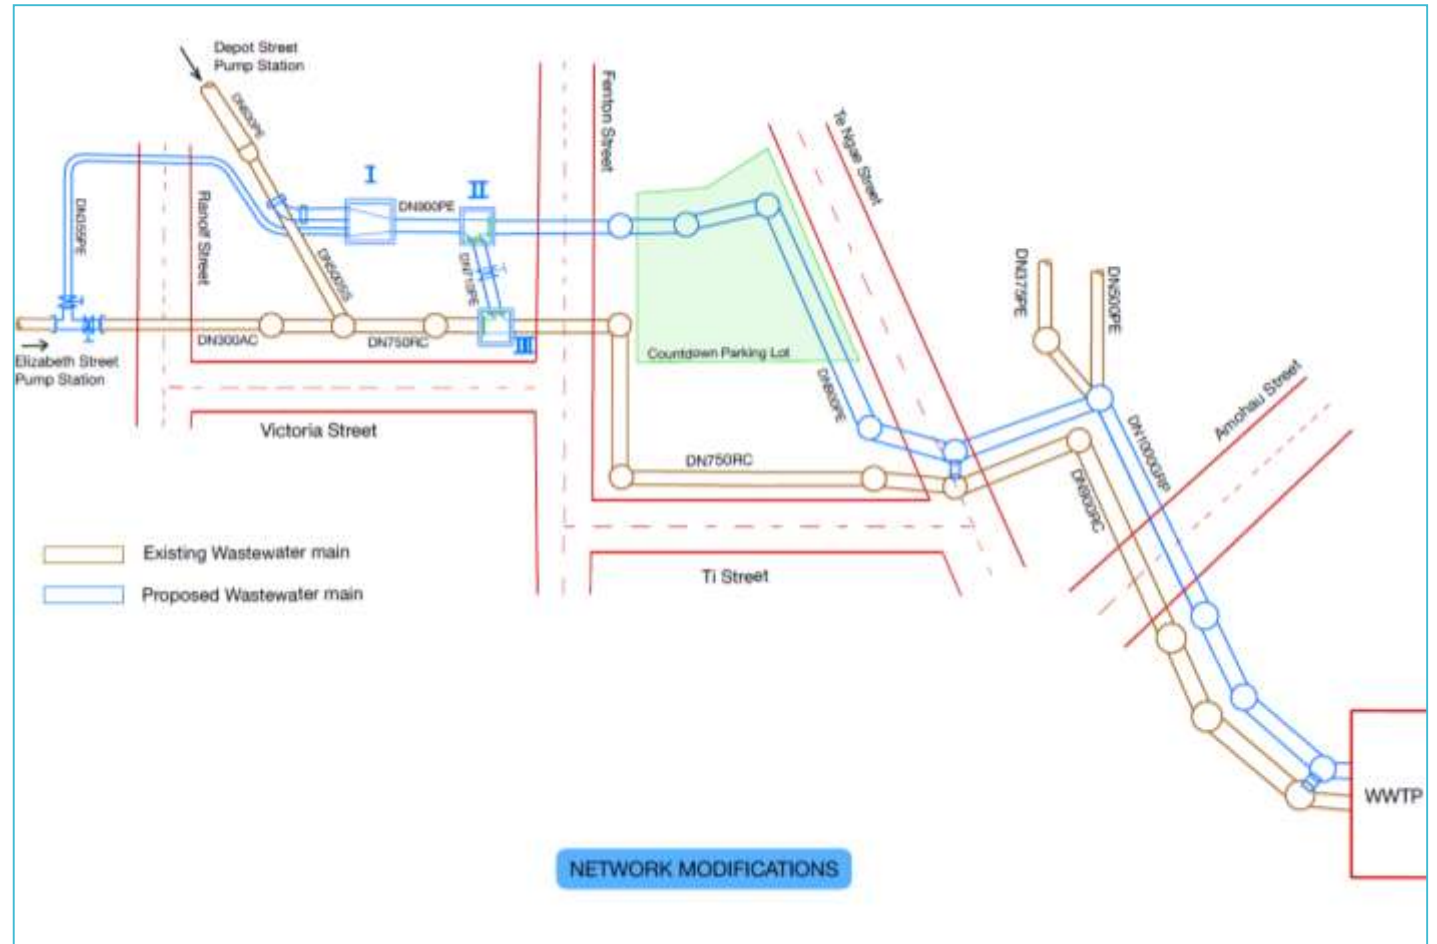 Depot Street
Pump Station
DN630PE
Fenton Street
Te Ngae Street
I
II
DN900PE
DN355PE
Ranolf Street
DN500SS
DN710PE
DN375PE
DN500PE
DN300AC
DN750RC
III
Elizabeth Street
Pump Station
Countdown Parking Lot
DN900PE
Amohau Street
Victoria Street
DN750RC
DN1000GRP
DN900RC
Existing Wastewater main
Ti Street
Proposed Wastewater main
WWTP
NETWORK MODIFICATIONS